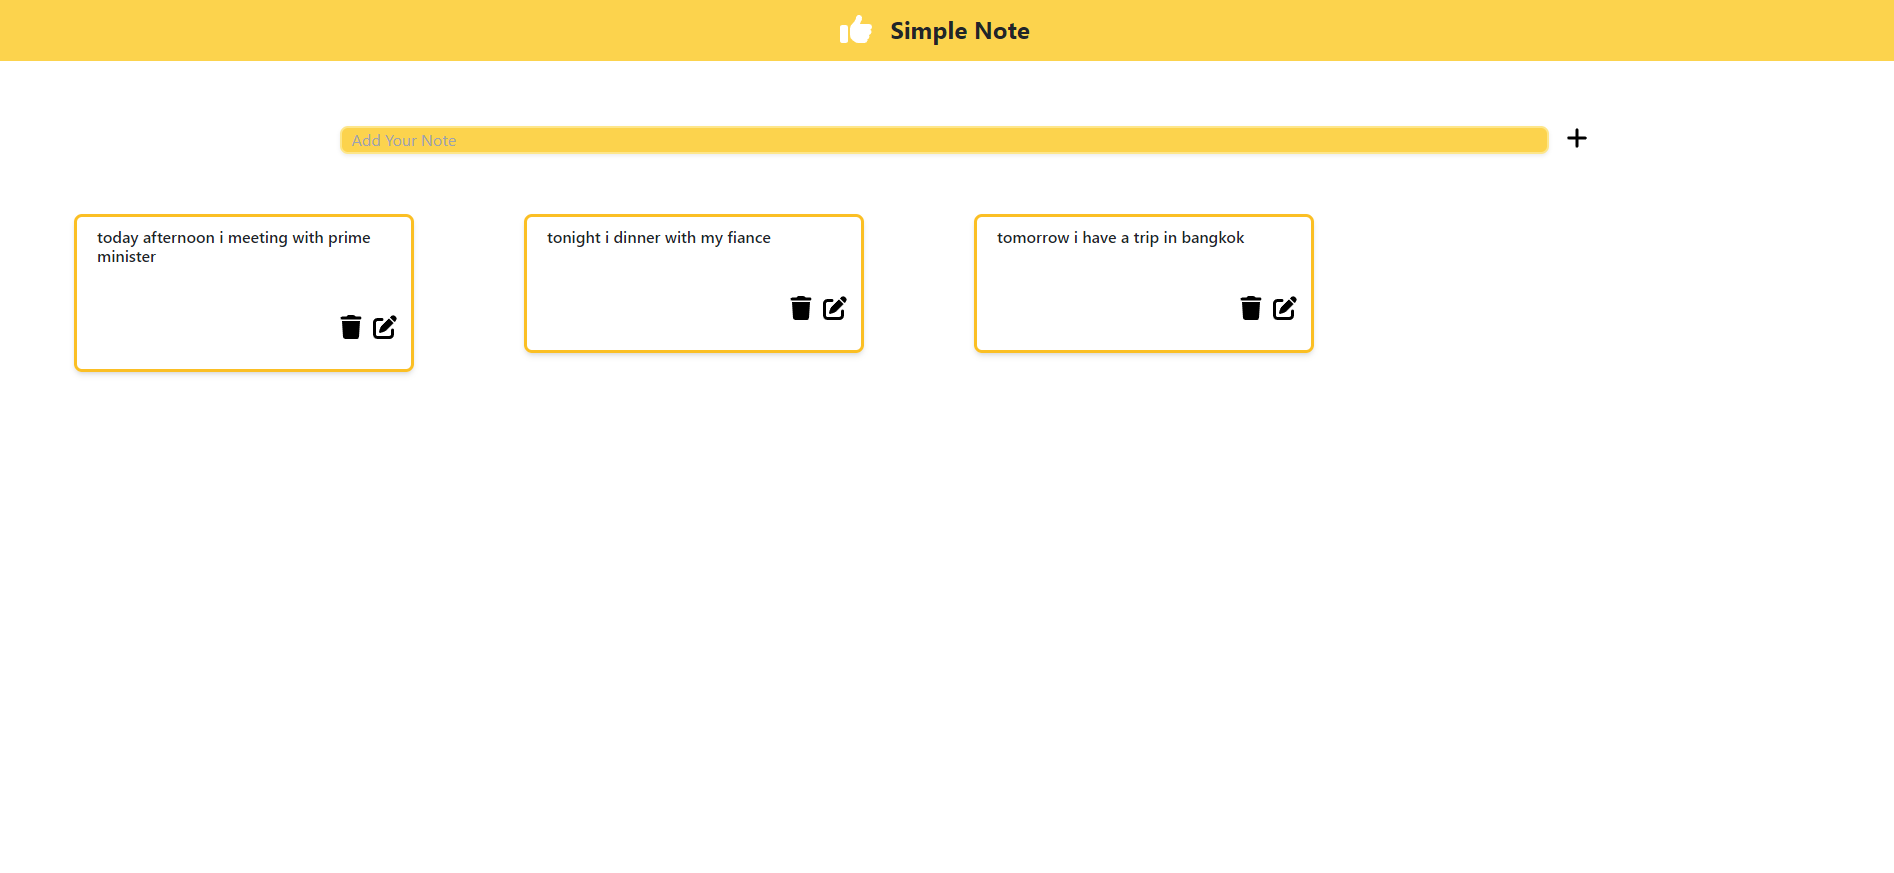 Simple Note
Add Your Note
today afternoon i meeting with prime
minister
tonight i dinner with my fiance
tomorrow i have a trip in bangkok